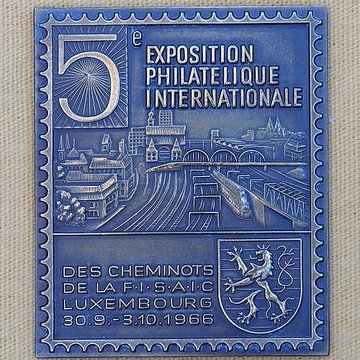 5e EXPOSITION
PHILATELIQUE
INTERNATIONALE
DES CHEMINOTS
DE LA F·I·S·A·I·C
LUXEMBOURG
30.9.-3.10.1966